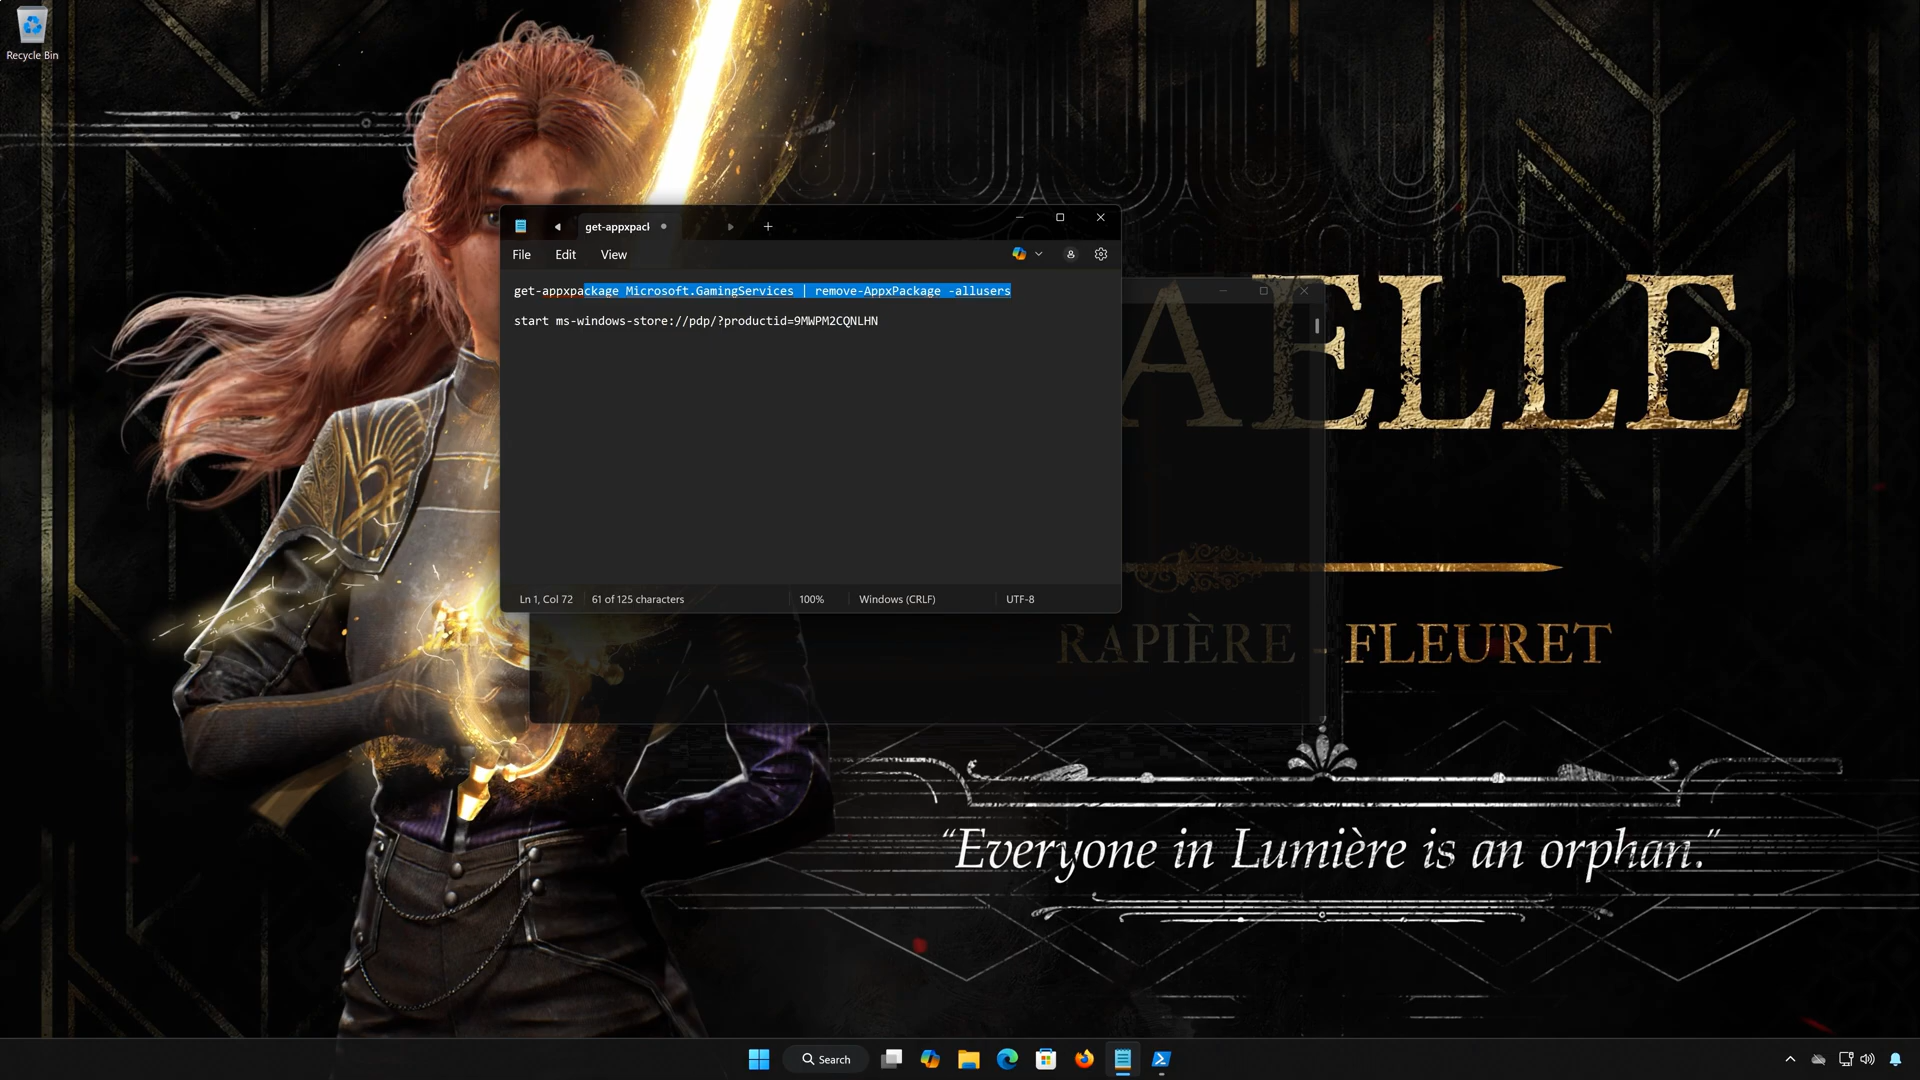 Recycle Bin
get-appxpack
File Edit View
get-appxpackage Microsoft.GamingServices | remove-AppxPackage -allusers
start ms-windows-store://pdp/?productid=9MWPM2CQNLHN
Ln 1, Col 72 61 of 125 characters 100% Windows (CRLF) UTF-8
AELLE
RAPIÈRE - FLEURET
“Everyone in Lumière is an orphan.”
Search